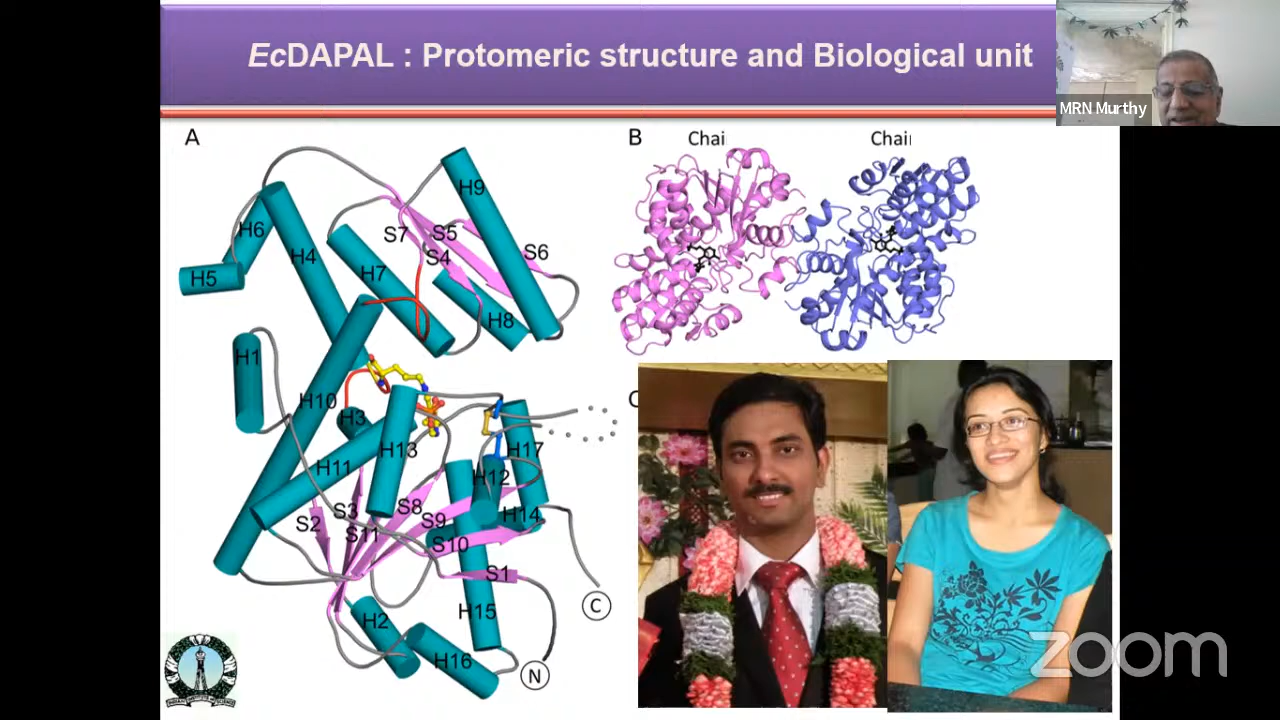 EcDAPAL : Protomeric structure and Biological unit
MRN Murthy
A
B
Chai
Chai
H9
H6
H4
S7
S5
S4
S6
H5
H7
H8
H1
H10
H3
H13
H17
H11
H12
S2
S3
S11
S8
S9
H14
S10
S1
C
H2
H15
H16
N
zoom